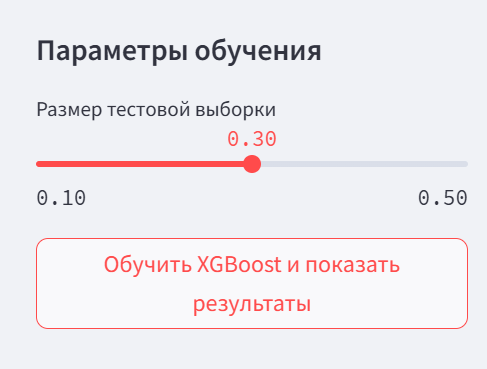 Параметры обучения
Размер тестовой выборки
0.30
0.10 0.50
Обучить XGBoost и показать
результаты